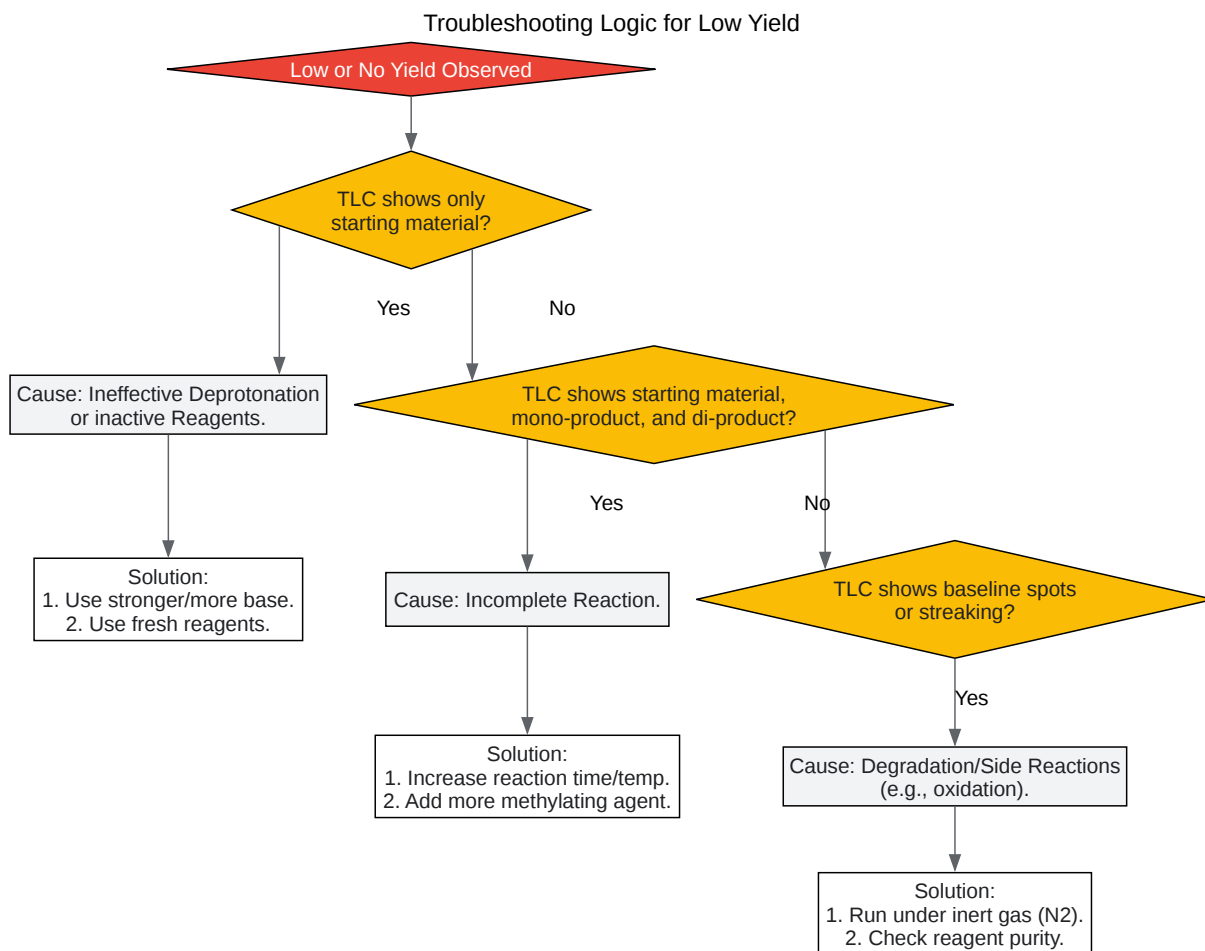 Troubleshooting Logic for Low Yield
Low or No Yield Observed
TLC shows only
starting material?
Yes
No
Cause: Ineffective Deprotonation
or inactive Reagents.
TLC shows starting material,
mono-product, and di-product?
Yes
No
Solution:
1. Use stronger/more base.
2. Use fresh reagents.
Cause: Incomplete Reaction.
TLC shows baseline spots
or streaking?
Yes
Solution:
1. Increase reaction time/temp.
2. Add more methylating agent.
Cause: Degradation/Side Reactions
(e.g., oxidation).
Solution:
1. Run under inert gas (N2).
2. Check reagent purity.